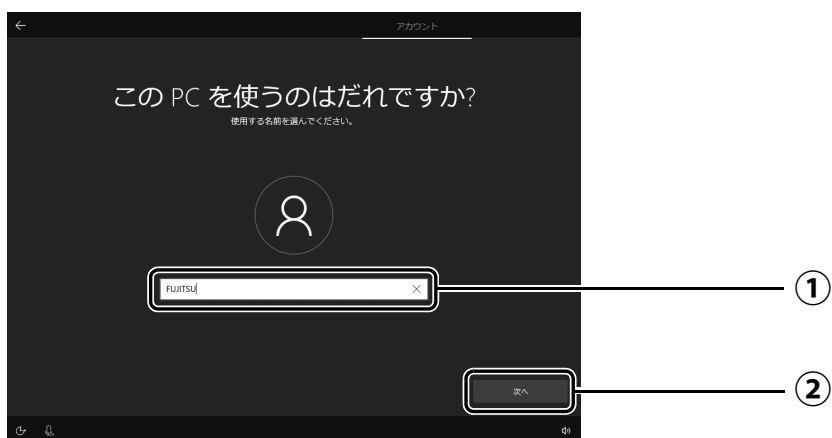 アカウント
この PC を使うのはだれですか?
使用する名前を選んでください。
FUJITSU
①
次へ
②